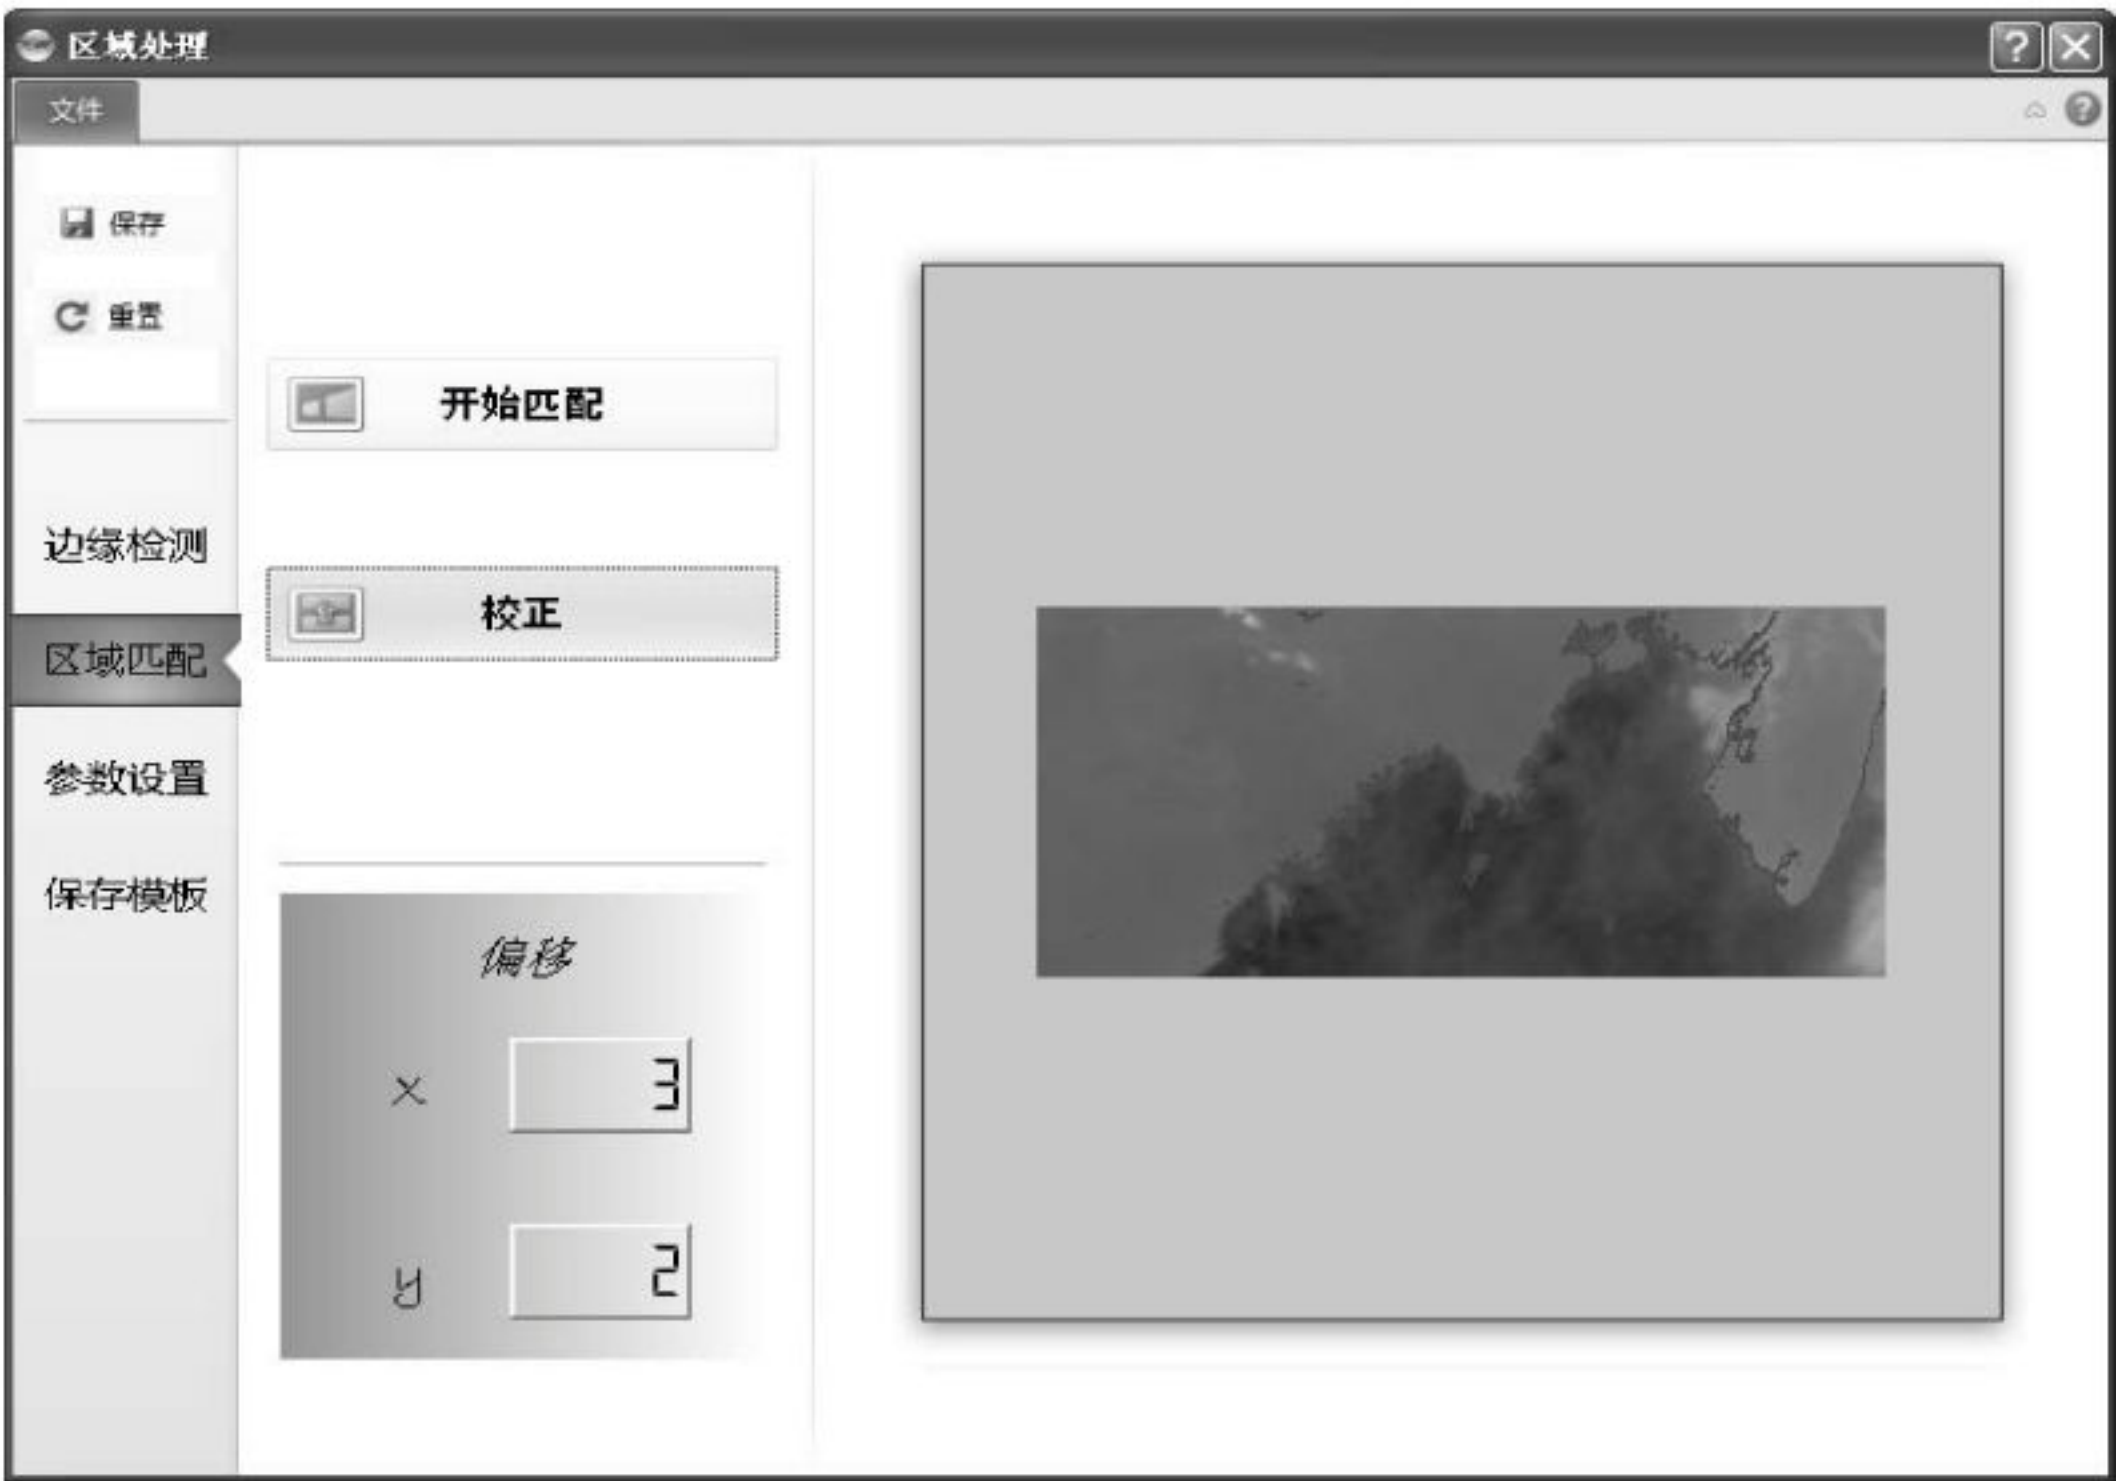 区域处理
文件
保存
重置
边缘检测
区域匹配
参数设置
保存模板
开始匹配
校正
偏移
x 3
y 2